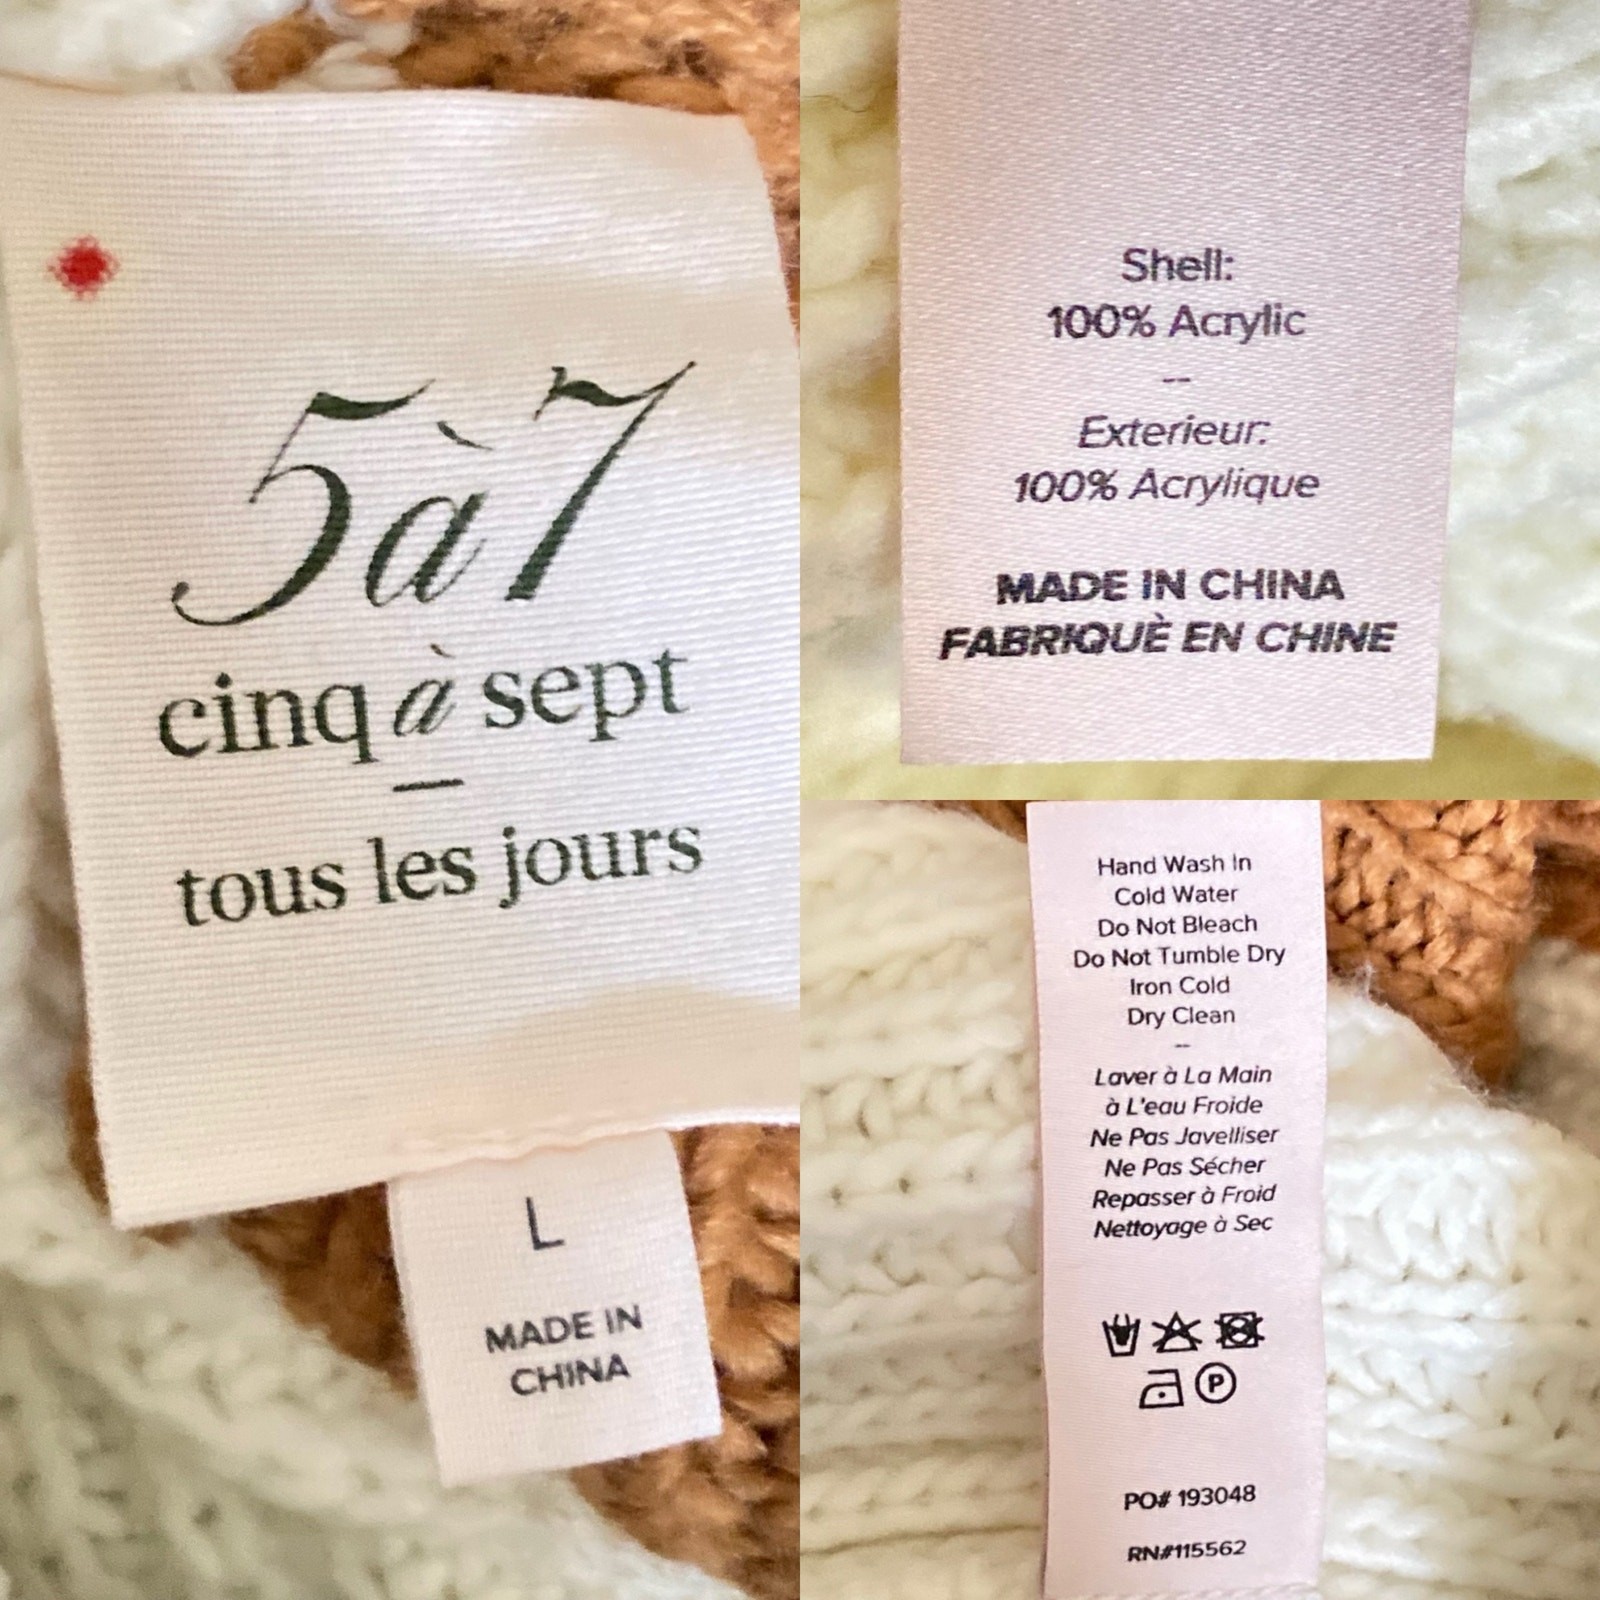 5à7
cinq à sept
—
tous les jours
L
MADE IN
CHINA
Shell:
100% Acrylic
--
Exterieur:
100% Acrylique
MADE IN CHINA
FABRIQUÈ EN CHINE
Hand Wash In
Cold Water
Do Not Bleach
Do Not Tumble Dry
Iron Cold
Dry Clean
--
Laver à La Main
à L'eau Froide
Ne Pas Javelliser
Ne Pas Sécher
Repasser à Froid
Nettoyage à Sec
P
PO# 193048
RN#115562